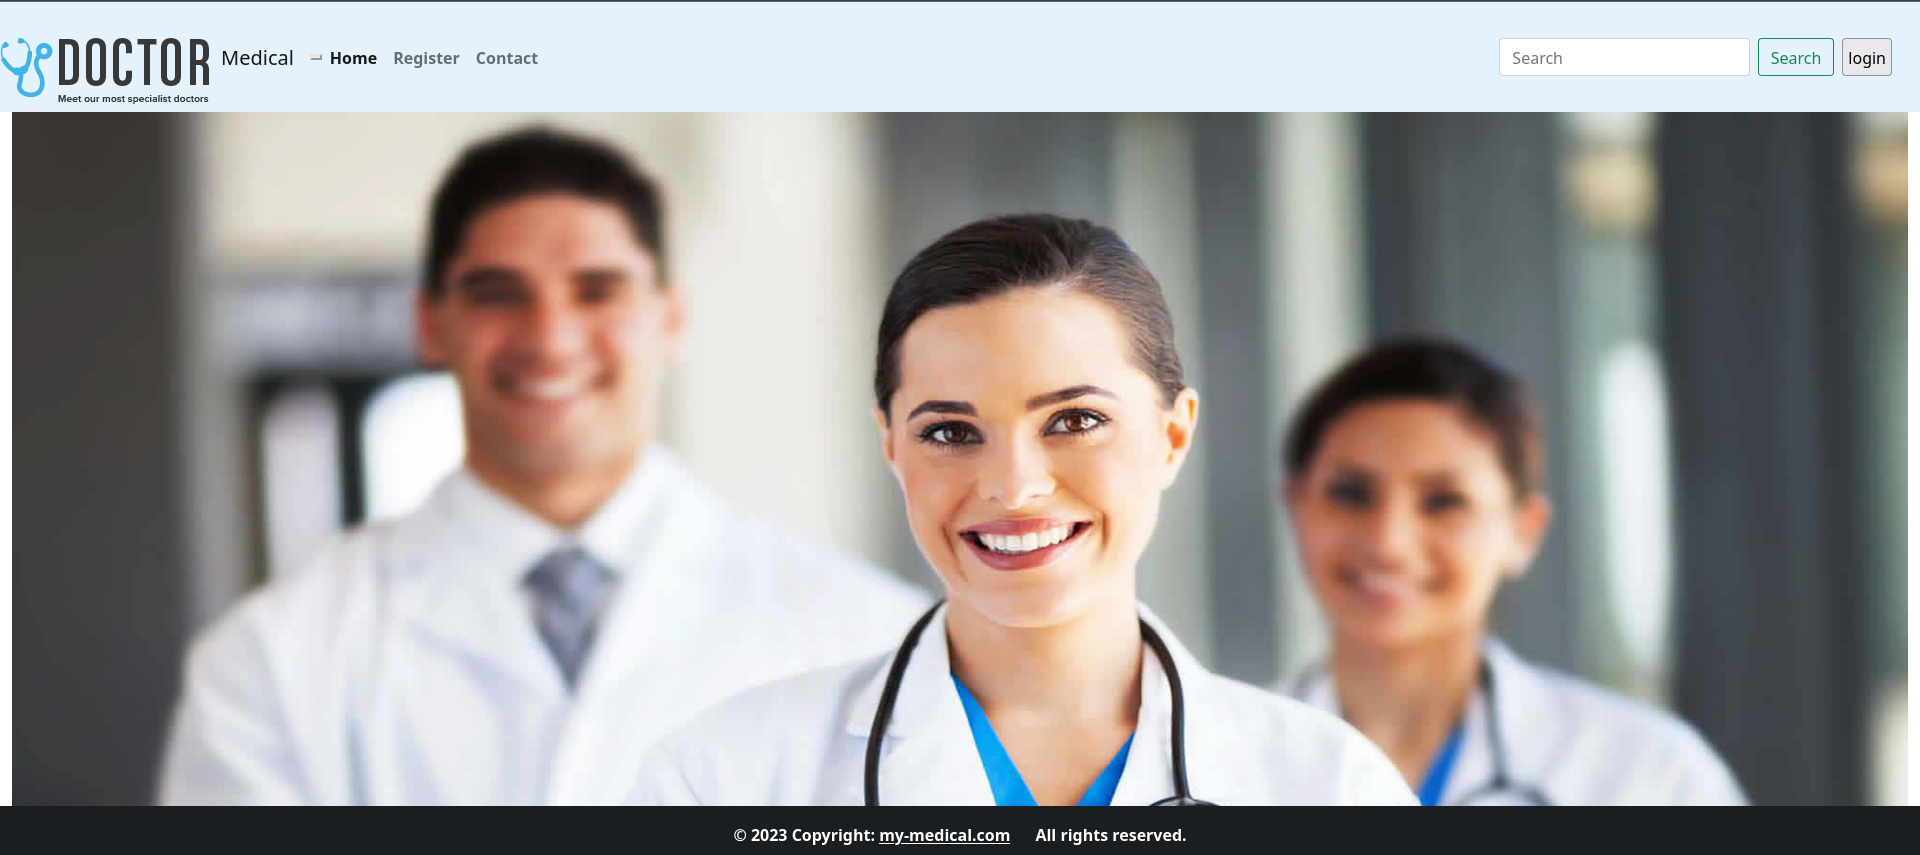 DOCTOR
Meet our most specialist doctors
Medical Home Register Contact
Search Search login
© 2023 Copyright: my-medical.com All rights reserved.